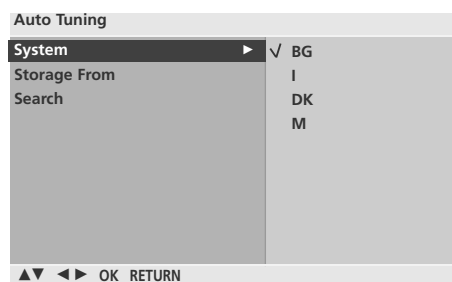 Auto Tuning
System ► √ BG
Storage From I
Search DK
M
▲▼ ◄► OK RETURN